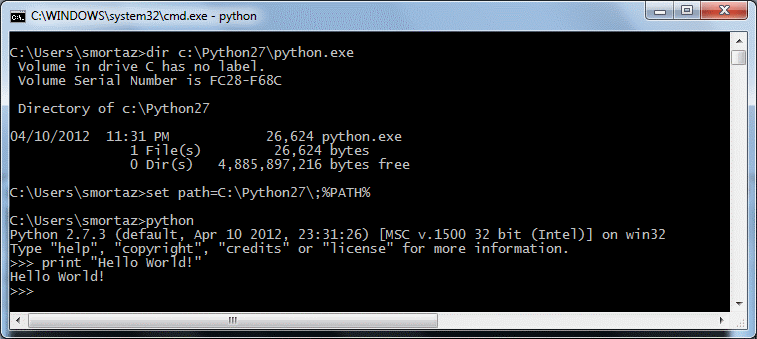 C:\WINDOWS\system32\cmd.exe - python
C:\Users\smortaz>dir c:\Python27\python.exe
 Volume in drive C has no label.
 Volume Serial Number is FC28-F68C
 Directory of c:\Python27
04/10/2012  11:31 PM            26,624 python.exe
               1 File(s)         26,624 bytes
               0 Dir(s)   4,885,897,216 bytes free
C:\Users\smortaz>set path=C:\Python27\;%PATH%
C:\Users\smortaz>python
Python 2.7.3 (default, Apr 10 2012, 23:31:26) [MSC v.1500 32 bit (Intel)] on win32
Type "help", "copyright", "credits" or "license" for more information.
>>> print "Hello World!"
Hello World!
>>>